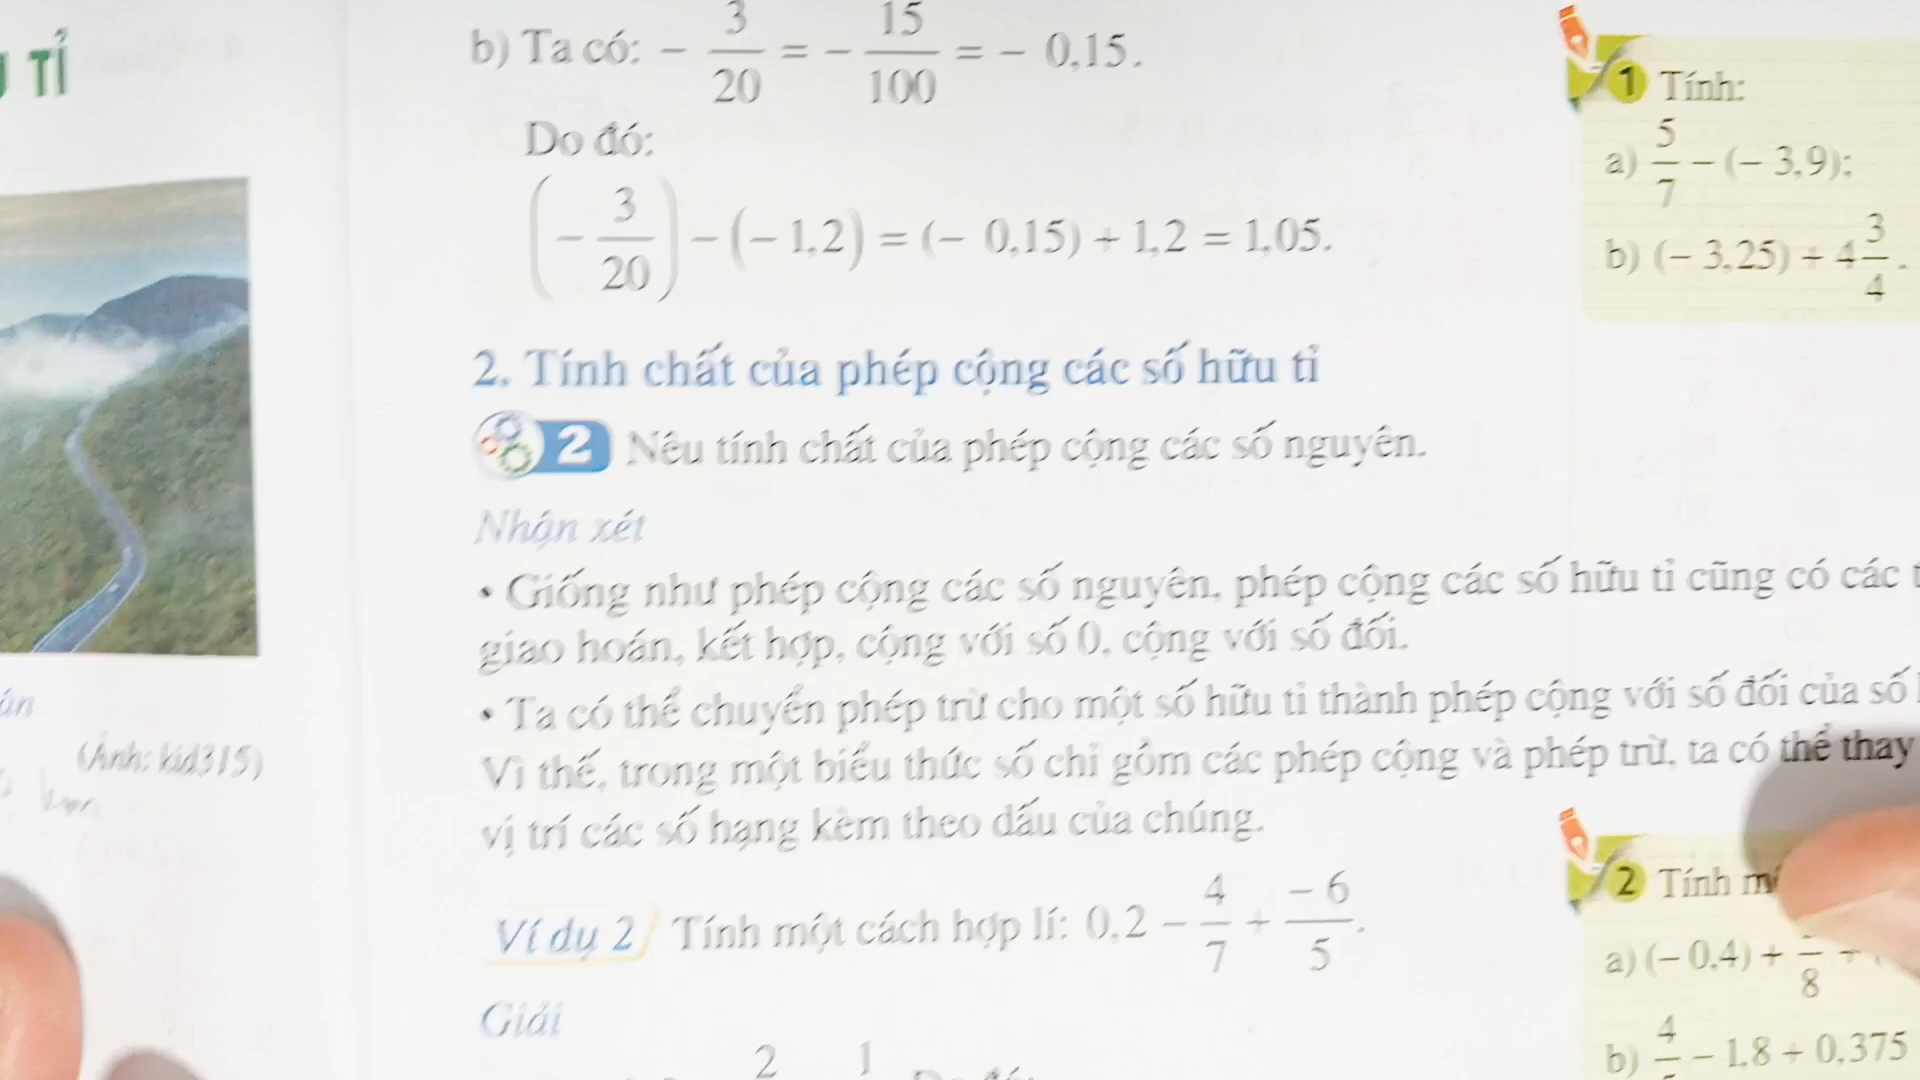 TỈ
(Ảnh: kid315)
b) Ta có: − 3/20 = − 15/100 = − 0,15.
Do đó:
(− 3/20) − (− 1,2) = (− 0,15) + 1,2 = 1,05.
2. Tính chất của phép cộng các số hữu tỉ
2 Nêu tính chất của phép cộng các số nguyên.
Nhận xét
• Giống như phép cộng các số nguyên, phép cộng các số hữu tỉ cũng có các
giao hoán, kết hợp, cộng với số 0, cộng với số đối.
• Ta có thể chuyển phép trừ cho một số hữu tỉ thành phép cộng với số đối của số
Vì thế, trong một biểu thức số chỉ gồm các phép cộng và phép trừ, ta có thể thay
vị trí các số hạng kèm theo dấu của chúng.
Ví dụ 2 Tính một cách hợp lí: 0,2 − 4/7 + −6/5.
Giải
2 1
1 Tính:
a) 5/7 − (− 3,9);
b) (− 3,25) + 4 3/4.
2 Tính
a) (− 0,4) + 8 +
b) 4 − 1,8 + 0,375